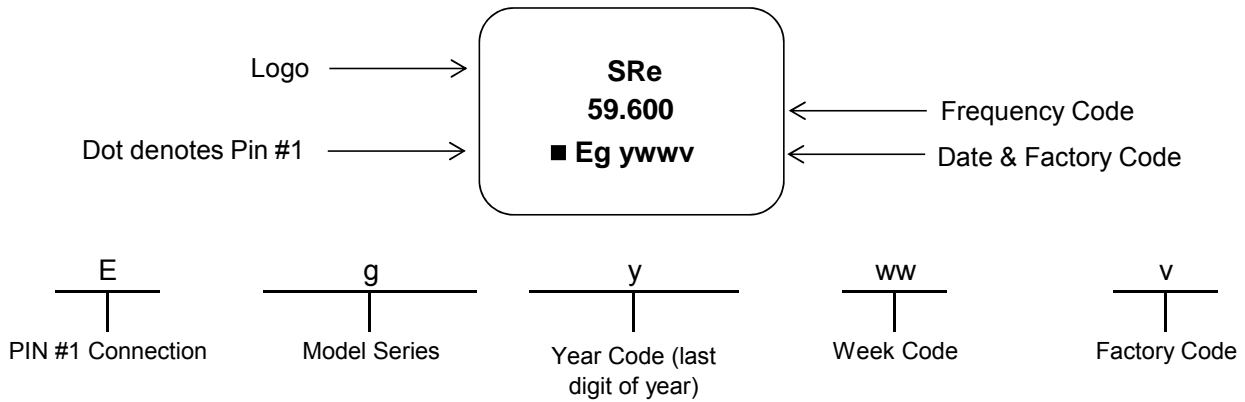 Logo
SRe
59.600
Frequency Code
Dot denotes Pin #1
■ Eg ywwv
Date & Factory Code
E
g
y
ww
v
PIN #1 Connection
Model Series
Year Code (last
digit of year)
Week Code
Factory Code